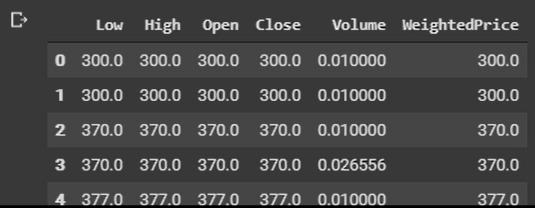 Low High Open Close Volume WeightedPrice
0 300.0 300.0 300.0 300.0 0.010000 300.0
1 300.0 300.0 300.0 300.0 0.010000 300.0
2 370.0 370.0 370.0 370.0 0.010000 370.0
3 370.0 370.0 370.0 370.0 0.026556 370.0
4 377.0 377.0 377.0 377.0 0.010000 377.0